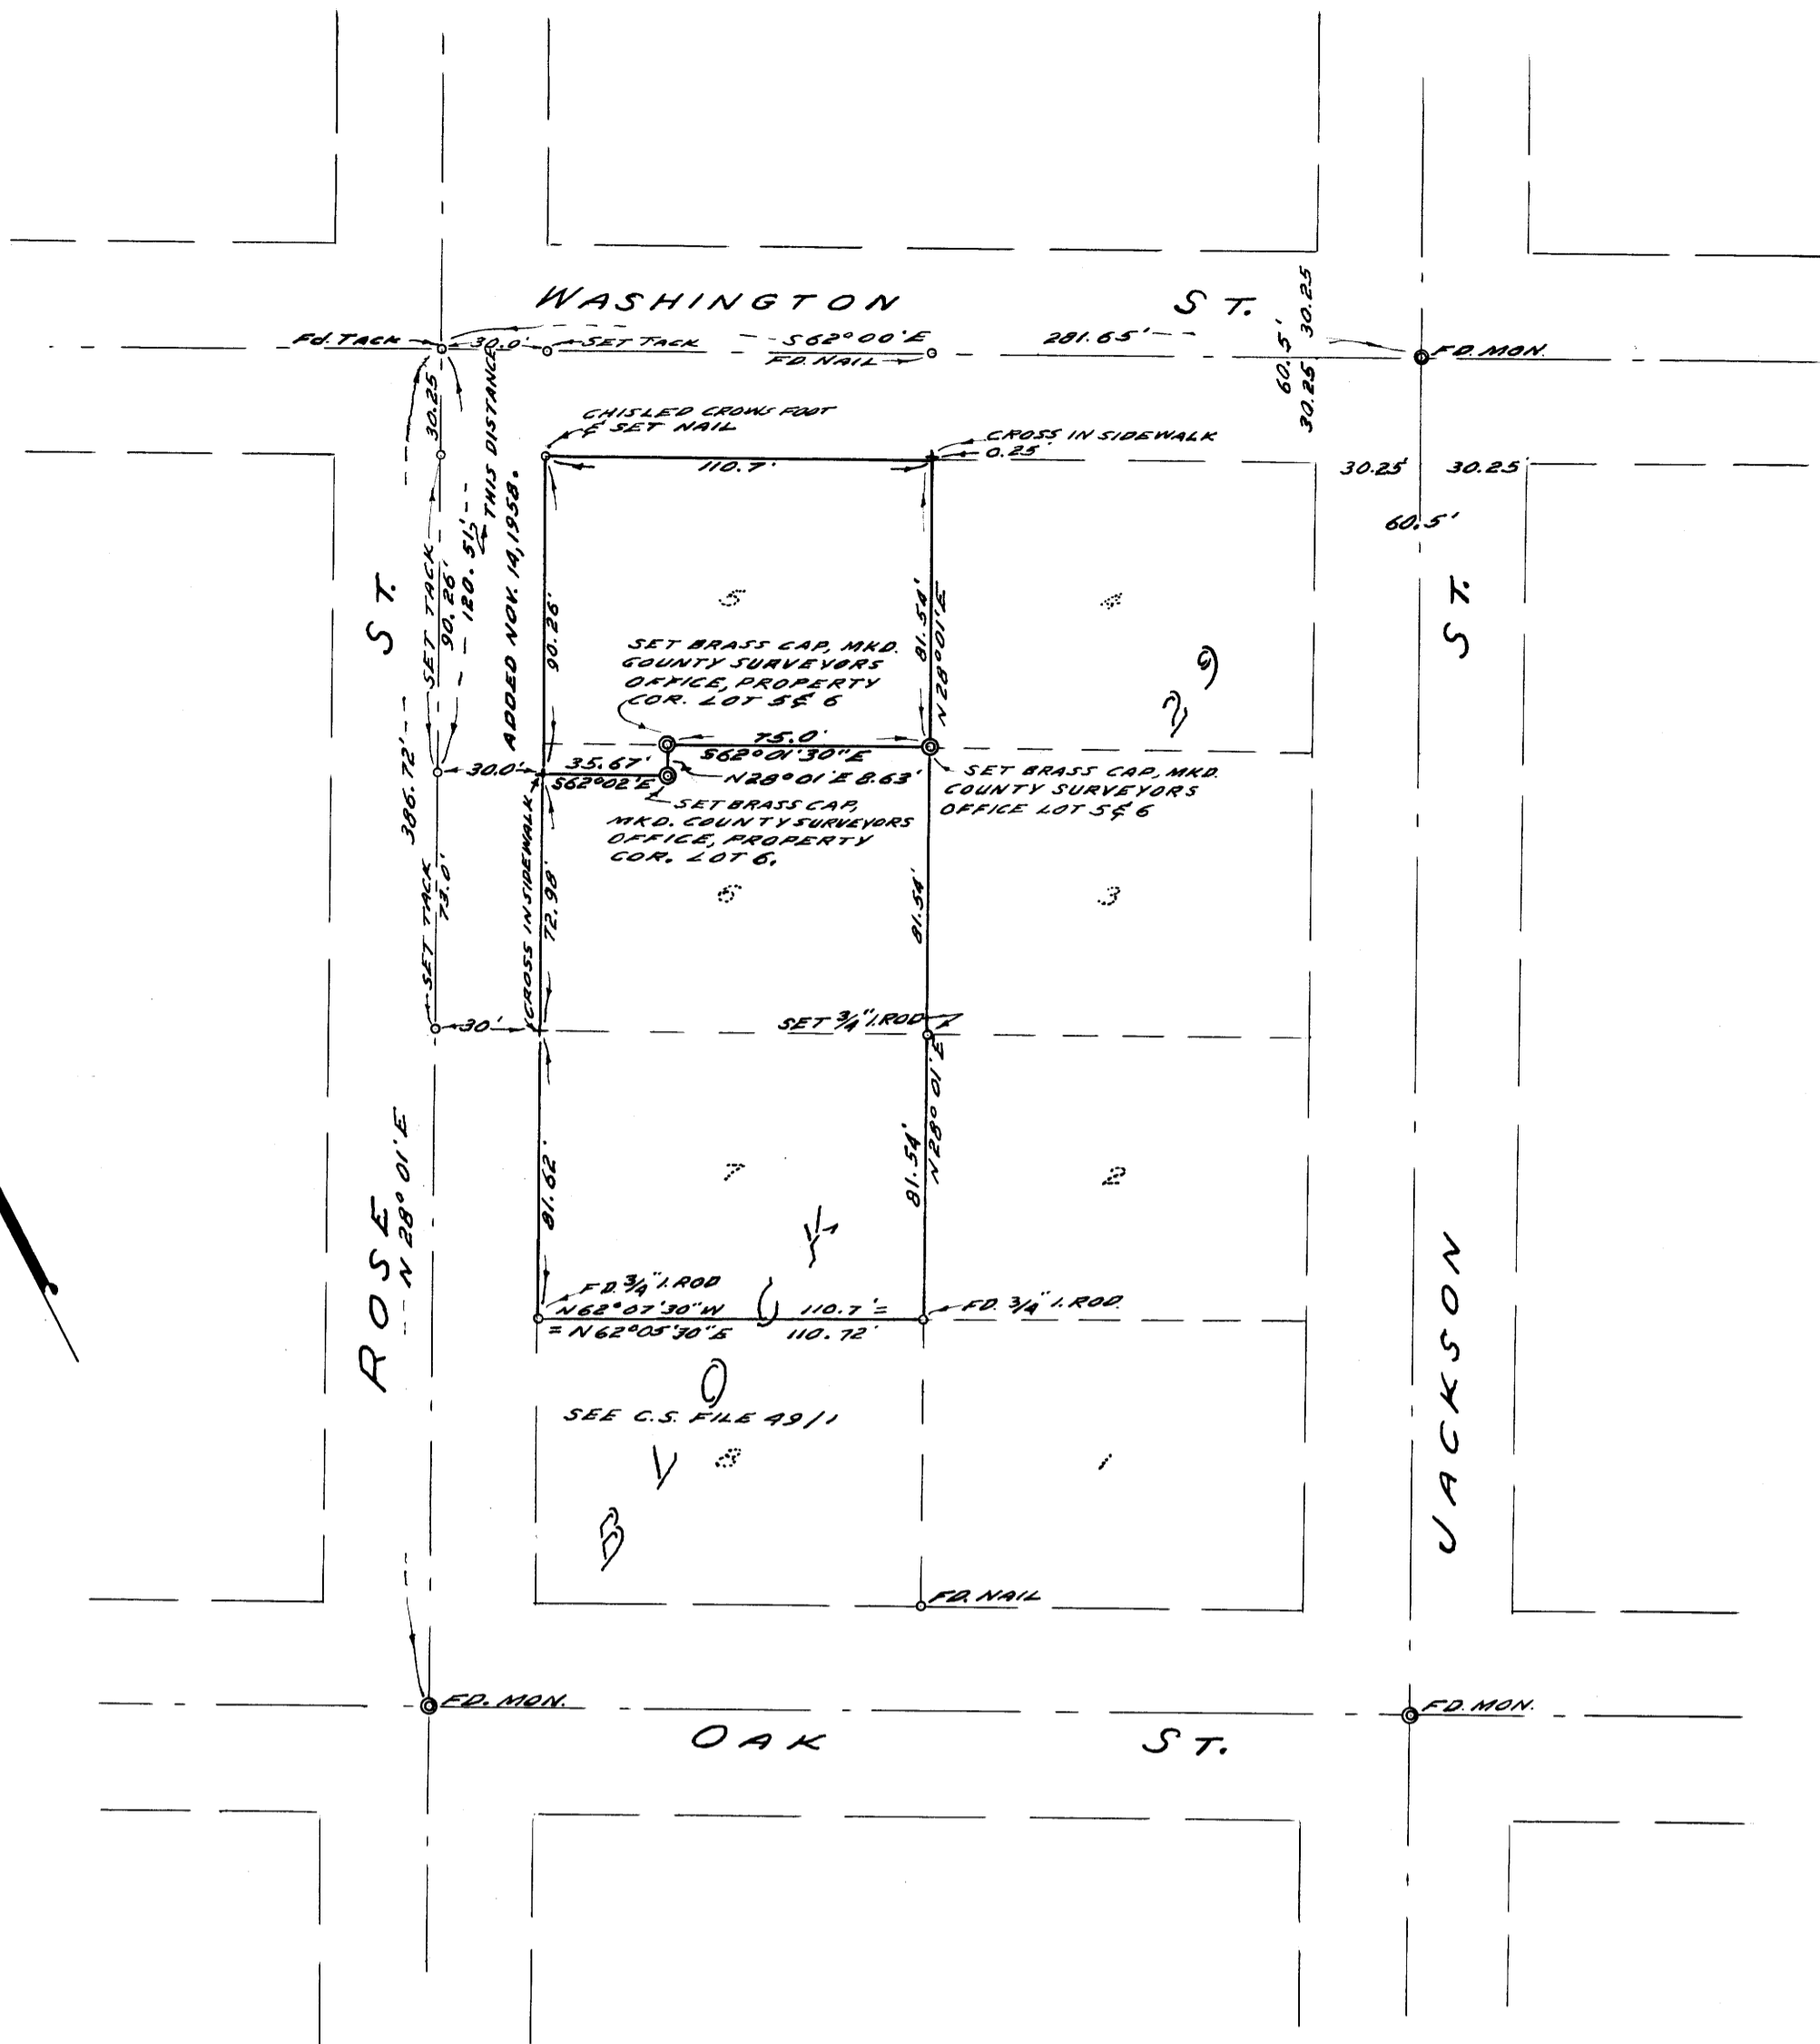 WASHINGTON ST.
Fd. TACK
30.0'
SET TACK
S62°00'E
281.65'
FD. NAIL
FD. MON.
60.5'
30.25 30.25
30.25
THIS DISTANCE
ADDED NOV. 14, 1958.
CHISLED CROWS FOOT
& SET NAIL
CROSS IN SIDEWALK
0.25'
110.7'
30.25' 30.25'
60.5'
SET TACK
90.26'
120.51'
90.26'
81.54'
N28°01'E
5
4
SET BRASS CAP, MKD.
COUNTY SURVEYORS
OFFICE, PROPERTY
COR. LOT 5 & 6
75.0'
S62°01'30"E
30.0'
35.67'
S62°02'E
N28°01'E 8.63'
SET BRASS CAP,
MKD. COUNTY SURVEYORS
OFFICE, PROPERTY
COR. LOT 6.
SET BRASS CAP, MKD.
COUNTY SURVEYORS
OFFICE LOT 5 & 6
386.72'
SET TACK
73.0'
CROSS IN SIDEWALK
72.98'
6
81.54'
3
30'
SET 3/4" I. ROD
81.62'
7
81.54'
N28°01'E
2
ROSE ST.
N28°01'E
FD. 3/4" I. ROD
N62°07'30"W 110.7' =
= N62°05'30"E 110.72'
FD. 3/4" I. ROD.
SEE C.S. FILE 49/1
8
1
BLOCK 29
JACKSON ST.
FD. NAIL
FD. MON.
FD. MON.
OAK ST.